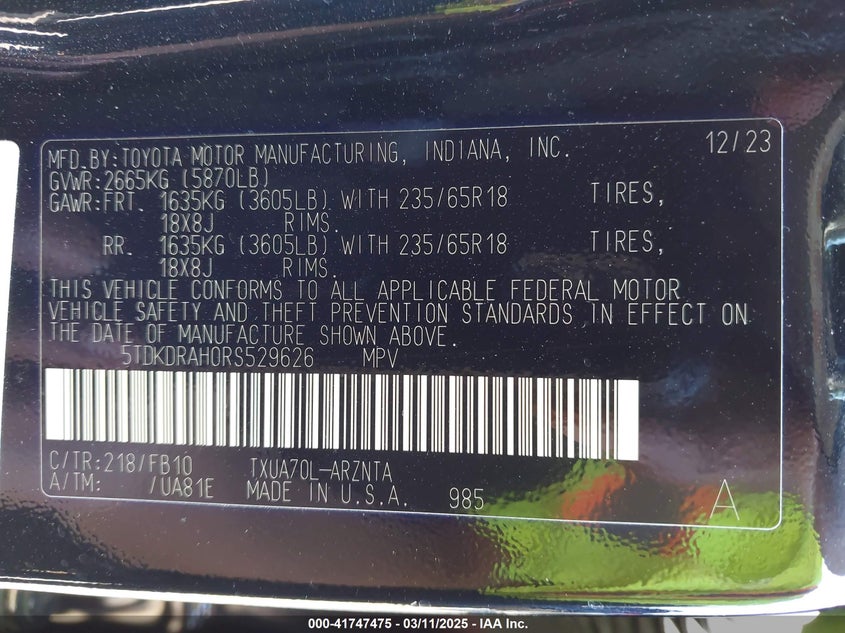 MFD.BY:TOYOTA MOTOR MANUFACTURING, INDIANA, INC. 12/23
GVWR:2665KG (5870LB)
GAWR:FRT. 1635KG (3605LB) WITH 235/65R18 TIRES,
18X8J RIMS.
RR. 1635KG (3605LB) WITH 235/65R18 TIRES,
18X8J RIMS.
THIS VEHICLE CONFORMS TO ALL APPLICABLE FEDERAL MOTOR
VEHICLE SAFETY AND THEFT PREVENTION STANDARDS IN EFFECT ON
THE DATE OF MANUFACTURE SHOWN ABOVE.
5TDKDRAH0RS529626 MPV
C/TR:218/FB10 TXUA70L-ARZNTA
A/TM: /UA81E MADE IN U.S.A. 985 A
000-41747475 - 03/11/2025 - IAA Inc.